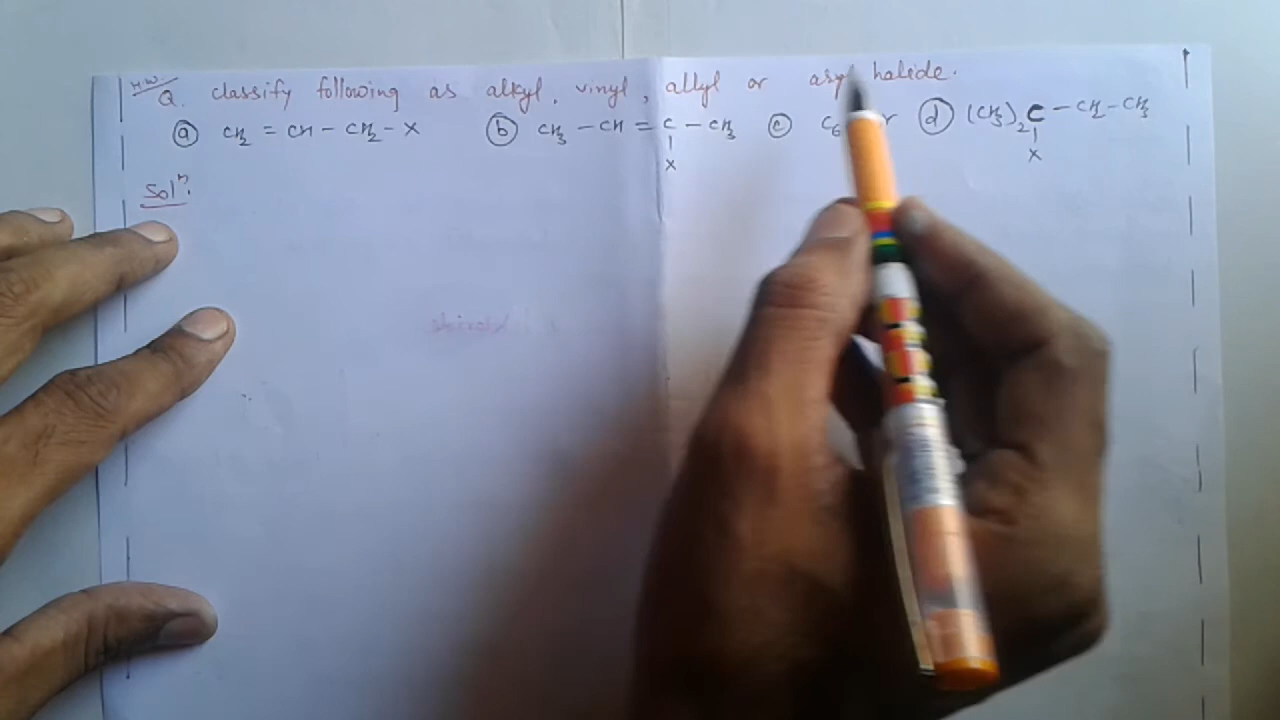 H.W.
Q. classify following as alkyl, vinyl, allyl or aryl halide.
ⓐ CH₂ = CH – CH₂ – X ⓑ CH₃ – CH = C – CH₃ ⓒ C₆ r ⓓ (CH₃)₂C – CH₂ – CH₃
X X
Solⁿ: